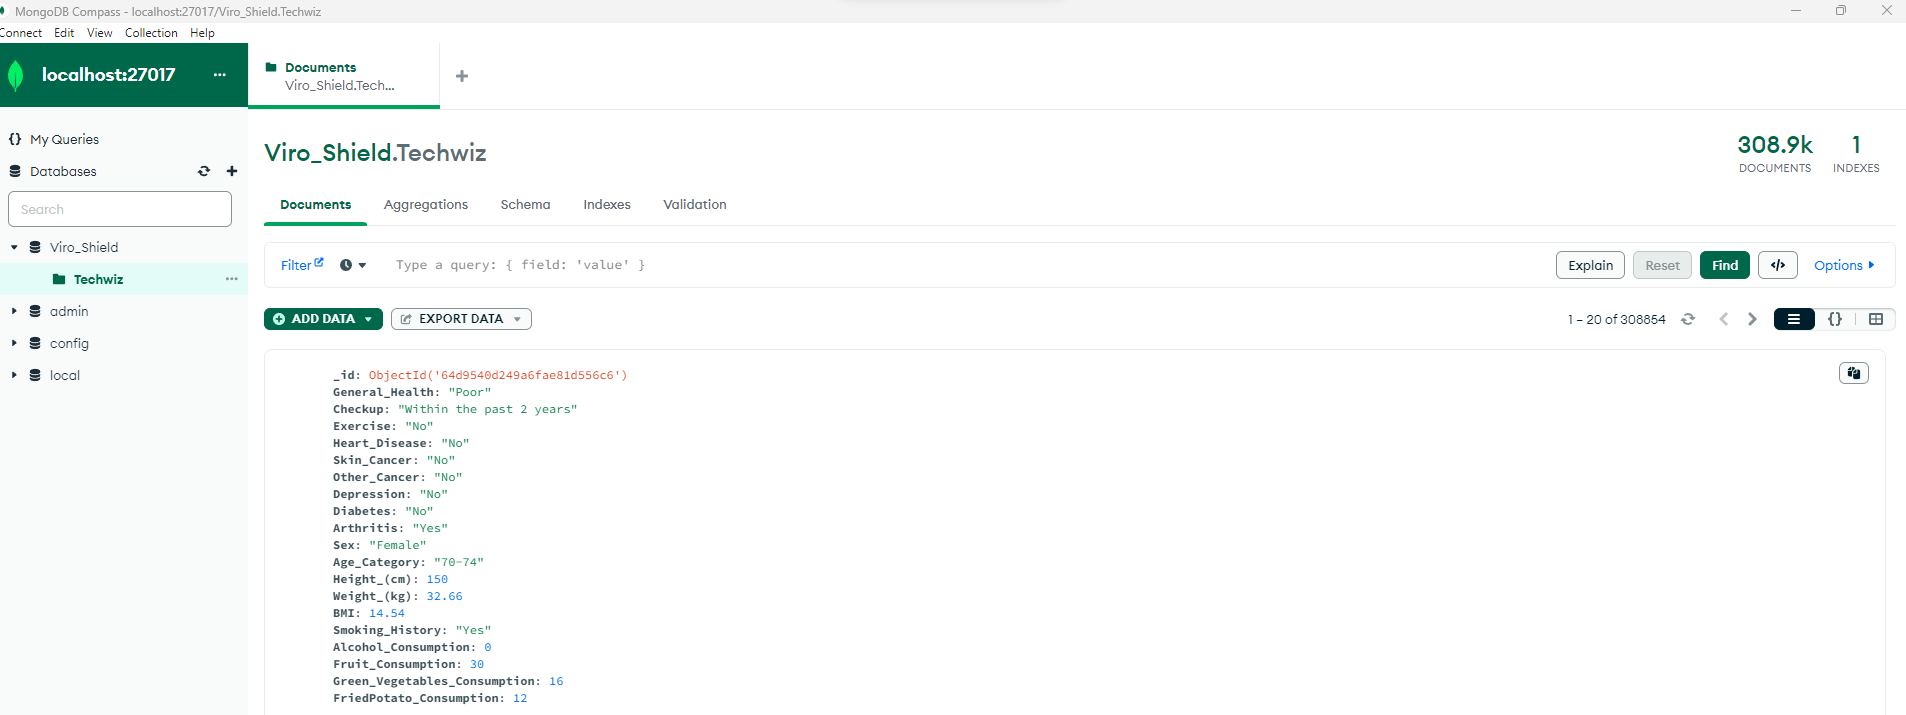 MongoDB Compass - localhost:27017/Viro_Shield.Techwiz
Connect Edit View Collection Help
localhost:27017
Documents
Viro_Shield.Tech...
My Queries
Databases
Search
Viro_Shield
Techwiz
admin
config
local
Viro_Shield.Techwiz
308.9k
DOCUMENTS
1
INDEXES
Documents Aggregations Schema Indexes Validation
Filter Type a query: { field: 'value' } Explain Reset Find </> Options
ADD DATA EXPORT DATA 1 – 20 of 308854 {}
_id: ObjectId('64d9540d249a6fae81d556c6')
General_Health: "Poor"
Checkup: "Within the past 2 years"
Exercise: "No"
Heart_Disease: "No"
Skin_Cancer: "No"
Other_Cancer: "No"
Depression: "No"
Diabetes: "No"
Arthritis: "Yes"
Sex: "Female"
Age_Category: "70-74"
Height_(cm): 150
Weight_(kg): 32.66
BMI: 14.54
Smoking_History: "Yes"
Alcohol_Consumption: 0
Fruit_Consumption: 30
Green_Vegetables_Consumption: 16
FriedPotato_Consumption: 12